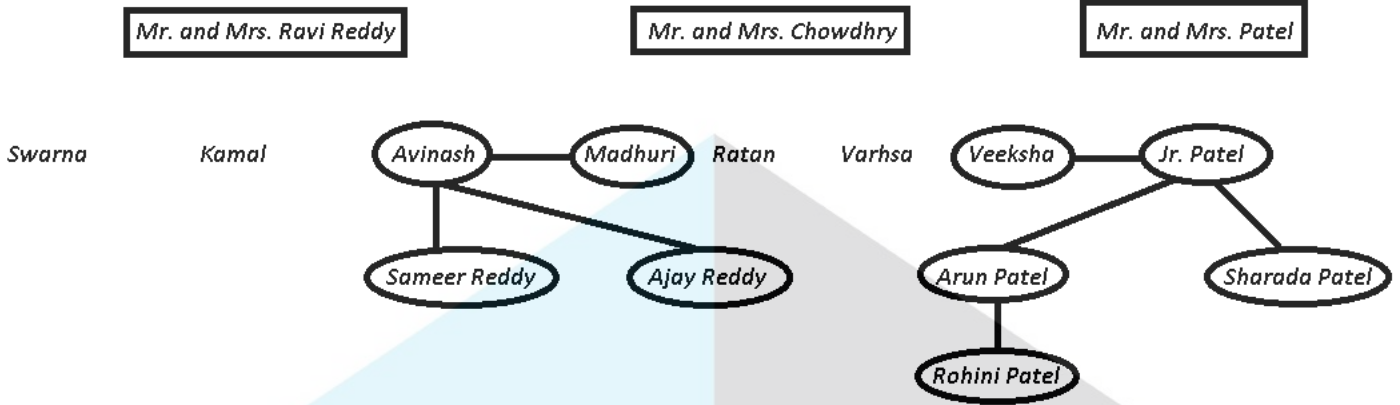 Mr. and Mrs. Ravi Reddy Mr. and Mrs. Chowdhry Mr. and Mrs. Patel
Swarna Kamal Avinash Madhuri Ratan Varhsa Veeksha Jr. Patel
Sameer Reddy Ajay Reddy Arun Patel Sharada Patel
Rohini Patel